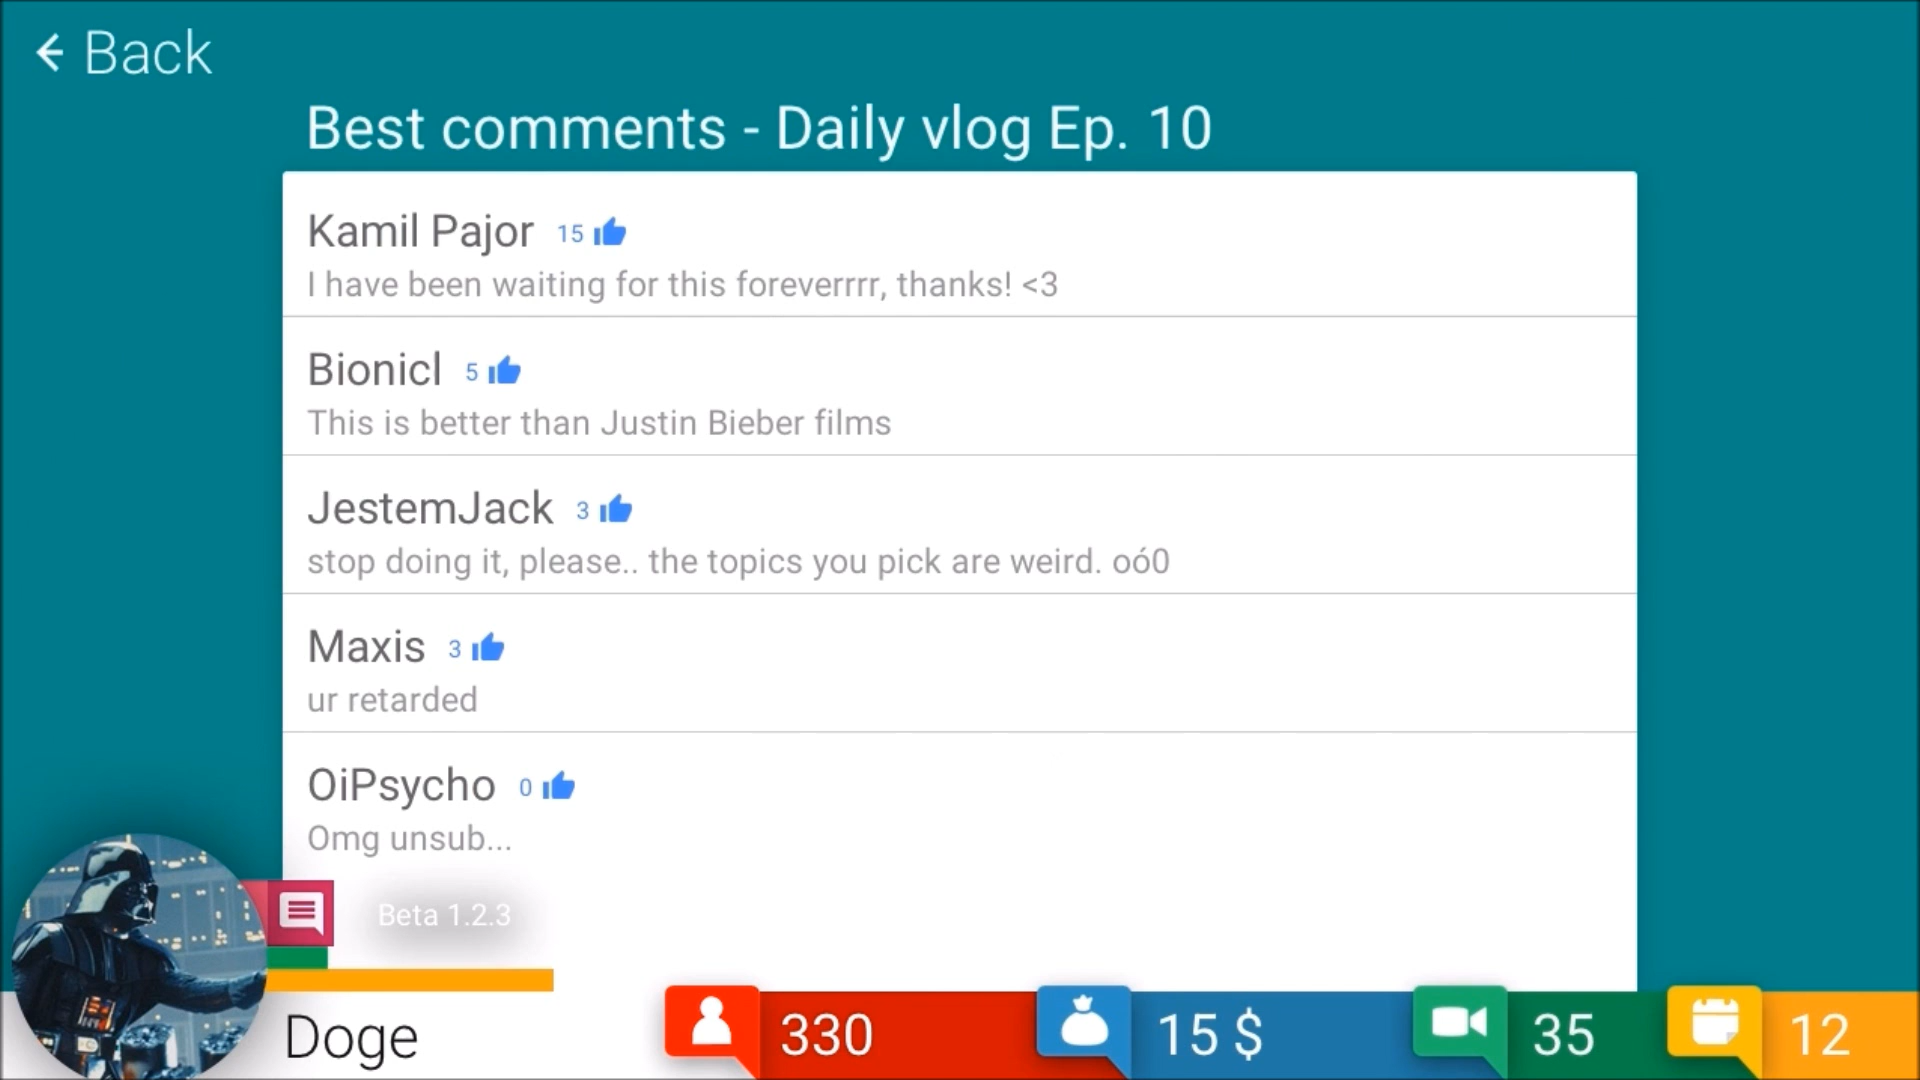 Back
Best comments - Daily vlog Ep. 10
Kamil Pajor 15
I have been waiting for this foreverrrr, thanks! <3
Bionicl 5
This is better than Justin Bieber films
JestemJack 3
stop doing it, please.. the topics you pick are weird. oó0
Maxis 3
ur retarded
OiPsycho 0
Omg unsub...
Beta 1.2.3
Doge 330 15 $ 35 12